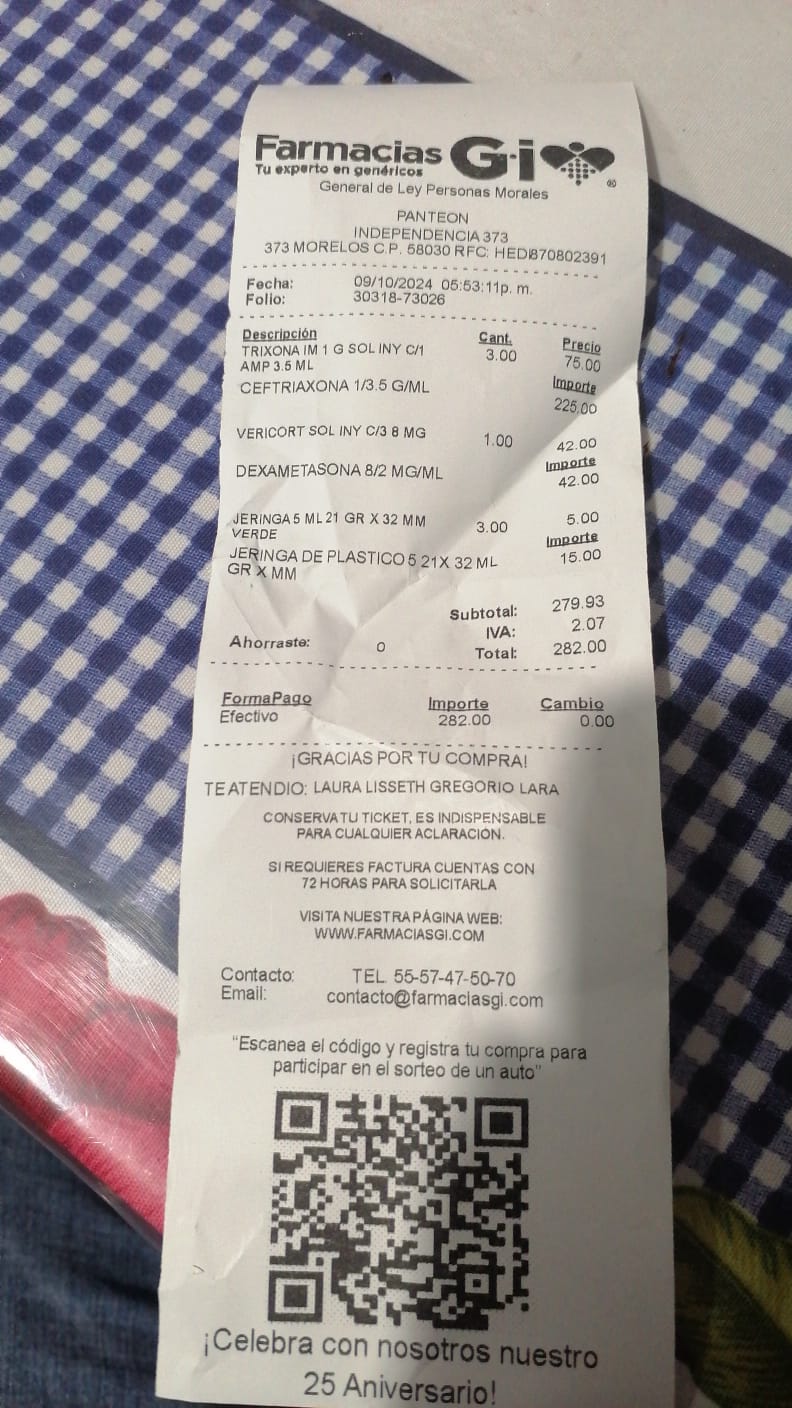 Farmacias G·i ®
Tu experto en genéricos
General de Ley Personas Morales
PANTEON
INDEPENDENCIA 373
373 MORELOS C.P. 58030 RFC: HEDI870802391
Fecha: 09/10/2024 05:53:11p. m.
Folio: 30318-73026
Descripción Cant. Precio
TRIXONA IM 1 G SOL INY C/1 3.00 75.00
AMP 3.5 ML
CEFTRIAXONA 1/3.5 G/ML Importe
225.00
VERICORT SOL INY C/3 8 MG 1.00 42.00
Importe
DEXAMETASONA 8/2 MG/ML 42.00
JERINGA 5 ML 21 GR X 32 MM 3.00 5.00
VERDE Importe
JERINGA DE PLASTICO 5 21X 32 ML 15.00
GR X MM
Subtotal: 279.93
IVA: 2.07
Ahorraste: 0 Total: 282.00
FormaPago Importe Cambio
Efectivo 282.00 0.00
¡GRACIAS POR TU COMPRA!
TE ATENDIO: LAURA LISSETH GREGORIO LARA
CONSERVA TU TICKET, ES INDISPENSABLE
PARA CUALQUIER ACLARACIÓN.
SI REQUIERES FACTURA CUENTAS CON
72 HORAS PARA SOLICITARLA
VISITA NUESTRA PÁGINA WEB:
WWW.FARMACIASGI.COM
Contacto: TEL. 55-57-47-50-70
Email: contacto@farmaciasgi.com
"Escanea el código y registra tu compra para
participar en el sorteo de un auto"
¡Celebra con nosotros nuestro
25 Aniversario!